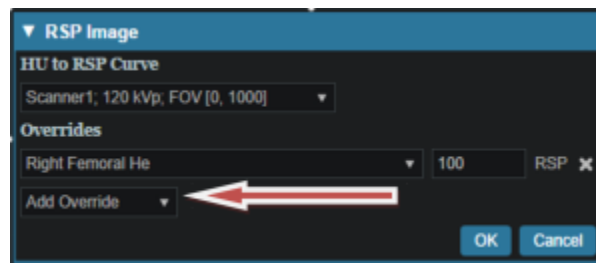 RSP Image
HU to RSP Curve
Scanner1; 120 kVp; FOV [0, 1000]
Overrides
Right Femoral He 100 RSP
Add Override
OK Cancel